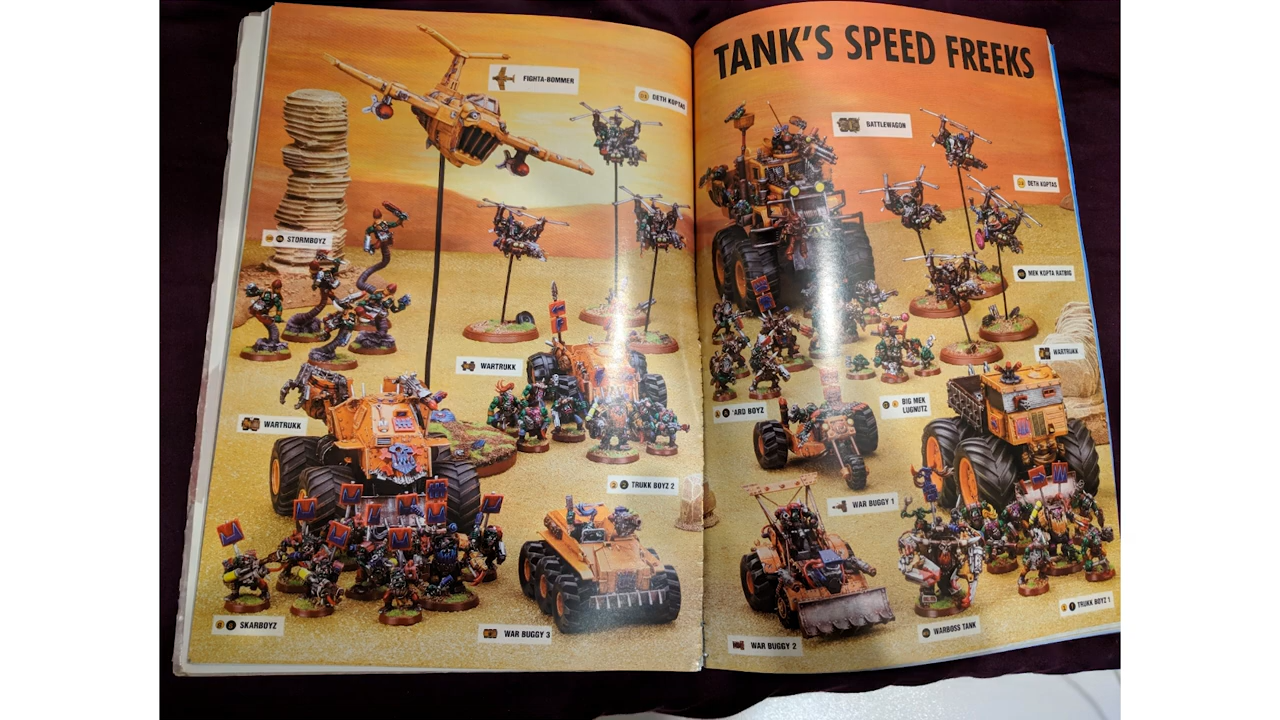 TANK'S SPEED FREEKS
FIGHTA-BOMMER
DETH KOPTAS
STORMBOYZ
WARTRUKK
WARTRUKK
TRUKK BOYZ 2
SKARBOYZ
WAR BUGGY 3
BATTLEWAGON
DETH KOPTAS
MEK KOPTA RATBIG
WARTRUKK
'ARD BOYZ
BIG MEK
LUGNUTZ
WAR BUGGY 1
TRUKK BOYZ 1
WARBOSS TANK
WAR BUGGY 2